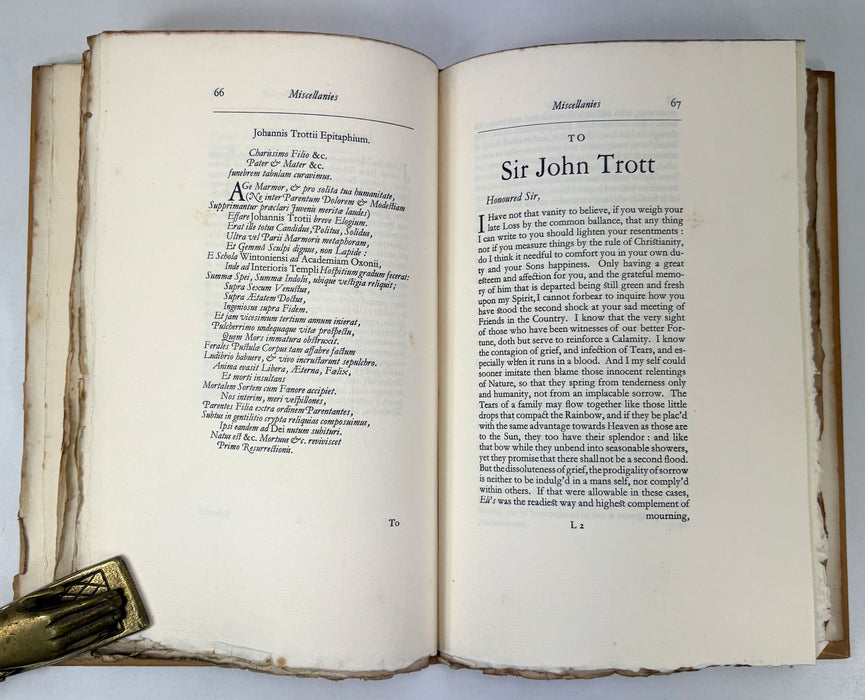 66 Miscellanies
Johannis Trottii Epitaphium.
Charissimo Filio &c.
Pater & Mater &c.
funebrem tabulam curavimus.
AGe Marmor, & pro solita tua humanitate,
(Ne inter Parentum Dolorem & Modestiam
Supprimantur præclari Juvenis meritæ laudes)
Effare Johannis Trotii breve Elogium.
Erat ille totus Candidus, Politus, Solidus,
Ultra vel Parii Marmoris metaphoram,
Et Gemmâ Sculpi dignus, non Lapide :
E Schola Wintoniensi ad Academiam Oxonii,
Inde ad Interioris Templi Hospitium gradum fecerat:
Summæ Spei, Summæ Indolis, ubique vestigia reliquit;
Supra Sexum Venustus,
Supra Ætatem Doctus,
Ingeniosus supra Fidem.
Et jam vicesimum tertium annum inierat,
Pulcherrimo undequaque vitæ prospectu,
Quem Mors immatura obstruxit.
Ferales Pustulæ Corpus tam affabre factum
Ludibrio habuere, & vivo incrustarunt sepulchro.
Anima evasit Libera, Æterna, Fœlix,
Et morti insultans
Mortalem Sortem cum Fœnore accipiet.
Nos interim, meri vespillones,
Parentes Filia extra ordinem Parentantes,
Subtus in gentilitio crypta reliquias composuimus,
Ipsi eandem ad Dei nutum subituri.
Natus est &c. Mortuus &c. reviviscet
Primo Resurrectionis.
To
Miscellanies 67
TO
Sir John Trott
Honoured Sir,
I Have not that vanity to believe, if you weigh your
late Loss by the common ballance, that any thing
I can write to you should lighten your resentments :
nor if you measure things by the rule of Christianity,
do I think it needful to comfort you in your own du-
ty and your Sons happiness. Only having a great
esteem and affection for you, and the grateful memo-
ry of him that is departed being still green and fresh
upon my Spirit, I cannot forbear to inquire how you
have stood the second shock at your sad meeting of
Friends in the Country. I know that the very sight
of those who have been witnesses of our better For-
tune, doth but serve to reinforce a Calamity. I know
the contagion of grief, and infection of Tears, and es-
pecially when it runs in a blood. And I my self could
sooner imitate then blame those innocent relentings
of Nature, so that they spring from tenderness only
and humanity, not from an implacable sorrow. The
Tears of a family may flow together like those little
drops that compact the Rainbow, and if they be plac'd
with the same advantage towards Heaven as those are
to the Sun, they too have their splendor : and like
that bow while they unbend into seasonable showers,
yet they promise that there shall not be a second flood.
But the dissoluteness of grief, the prodigality of sorrow
is neither to be indulg'd in a mans self, nor comply'd
within others. If that were allowable in these cases,
Eli's was the readiest way and highest complement of
mourning,
L 2